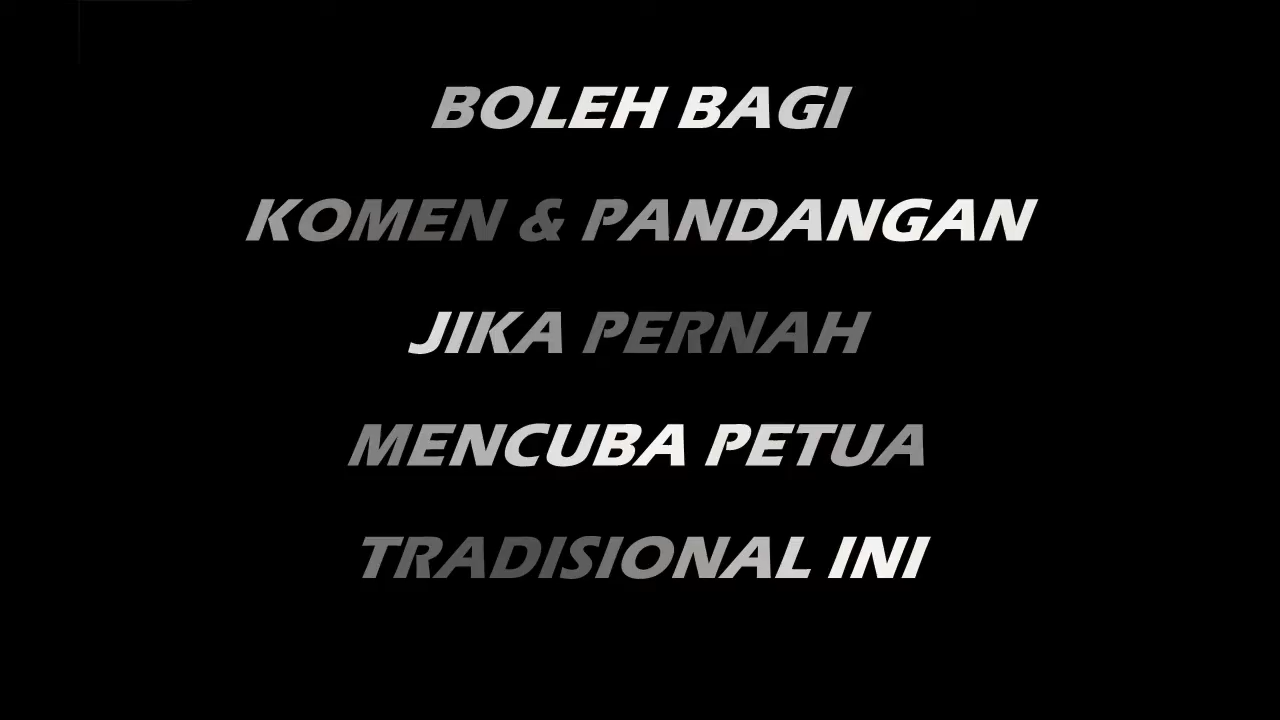 BOLEH BAGI
KOMEN & PANDANGAN
JIKA PERNAH
MENCUBA PETUA
TRADISIONAL INI